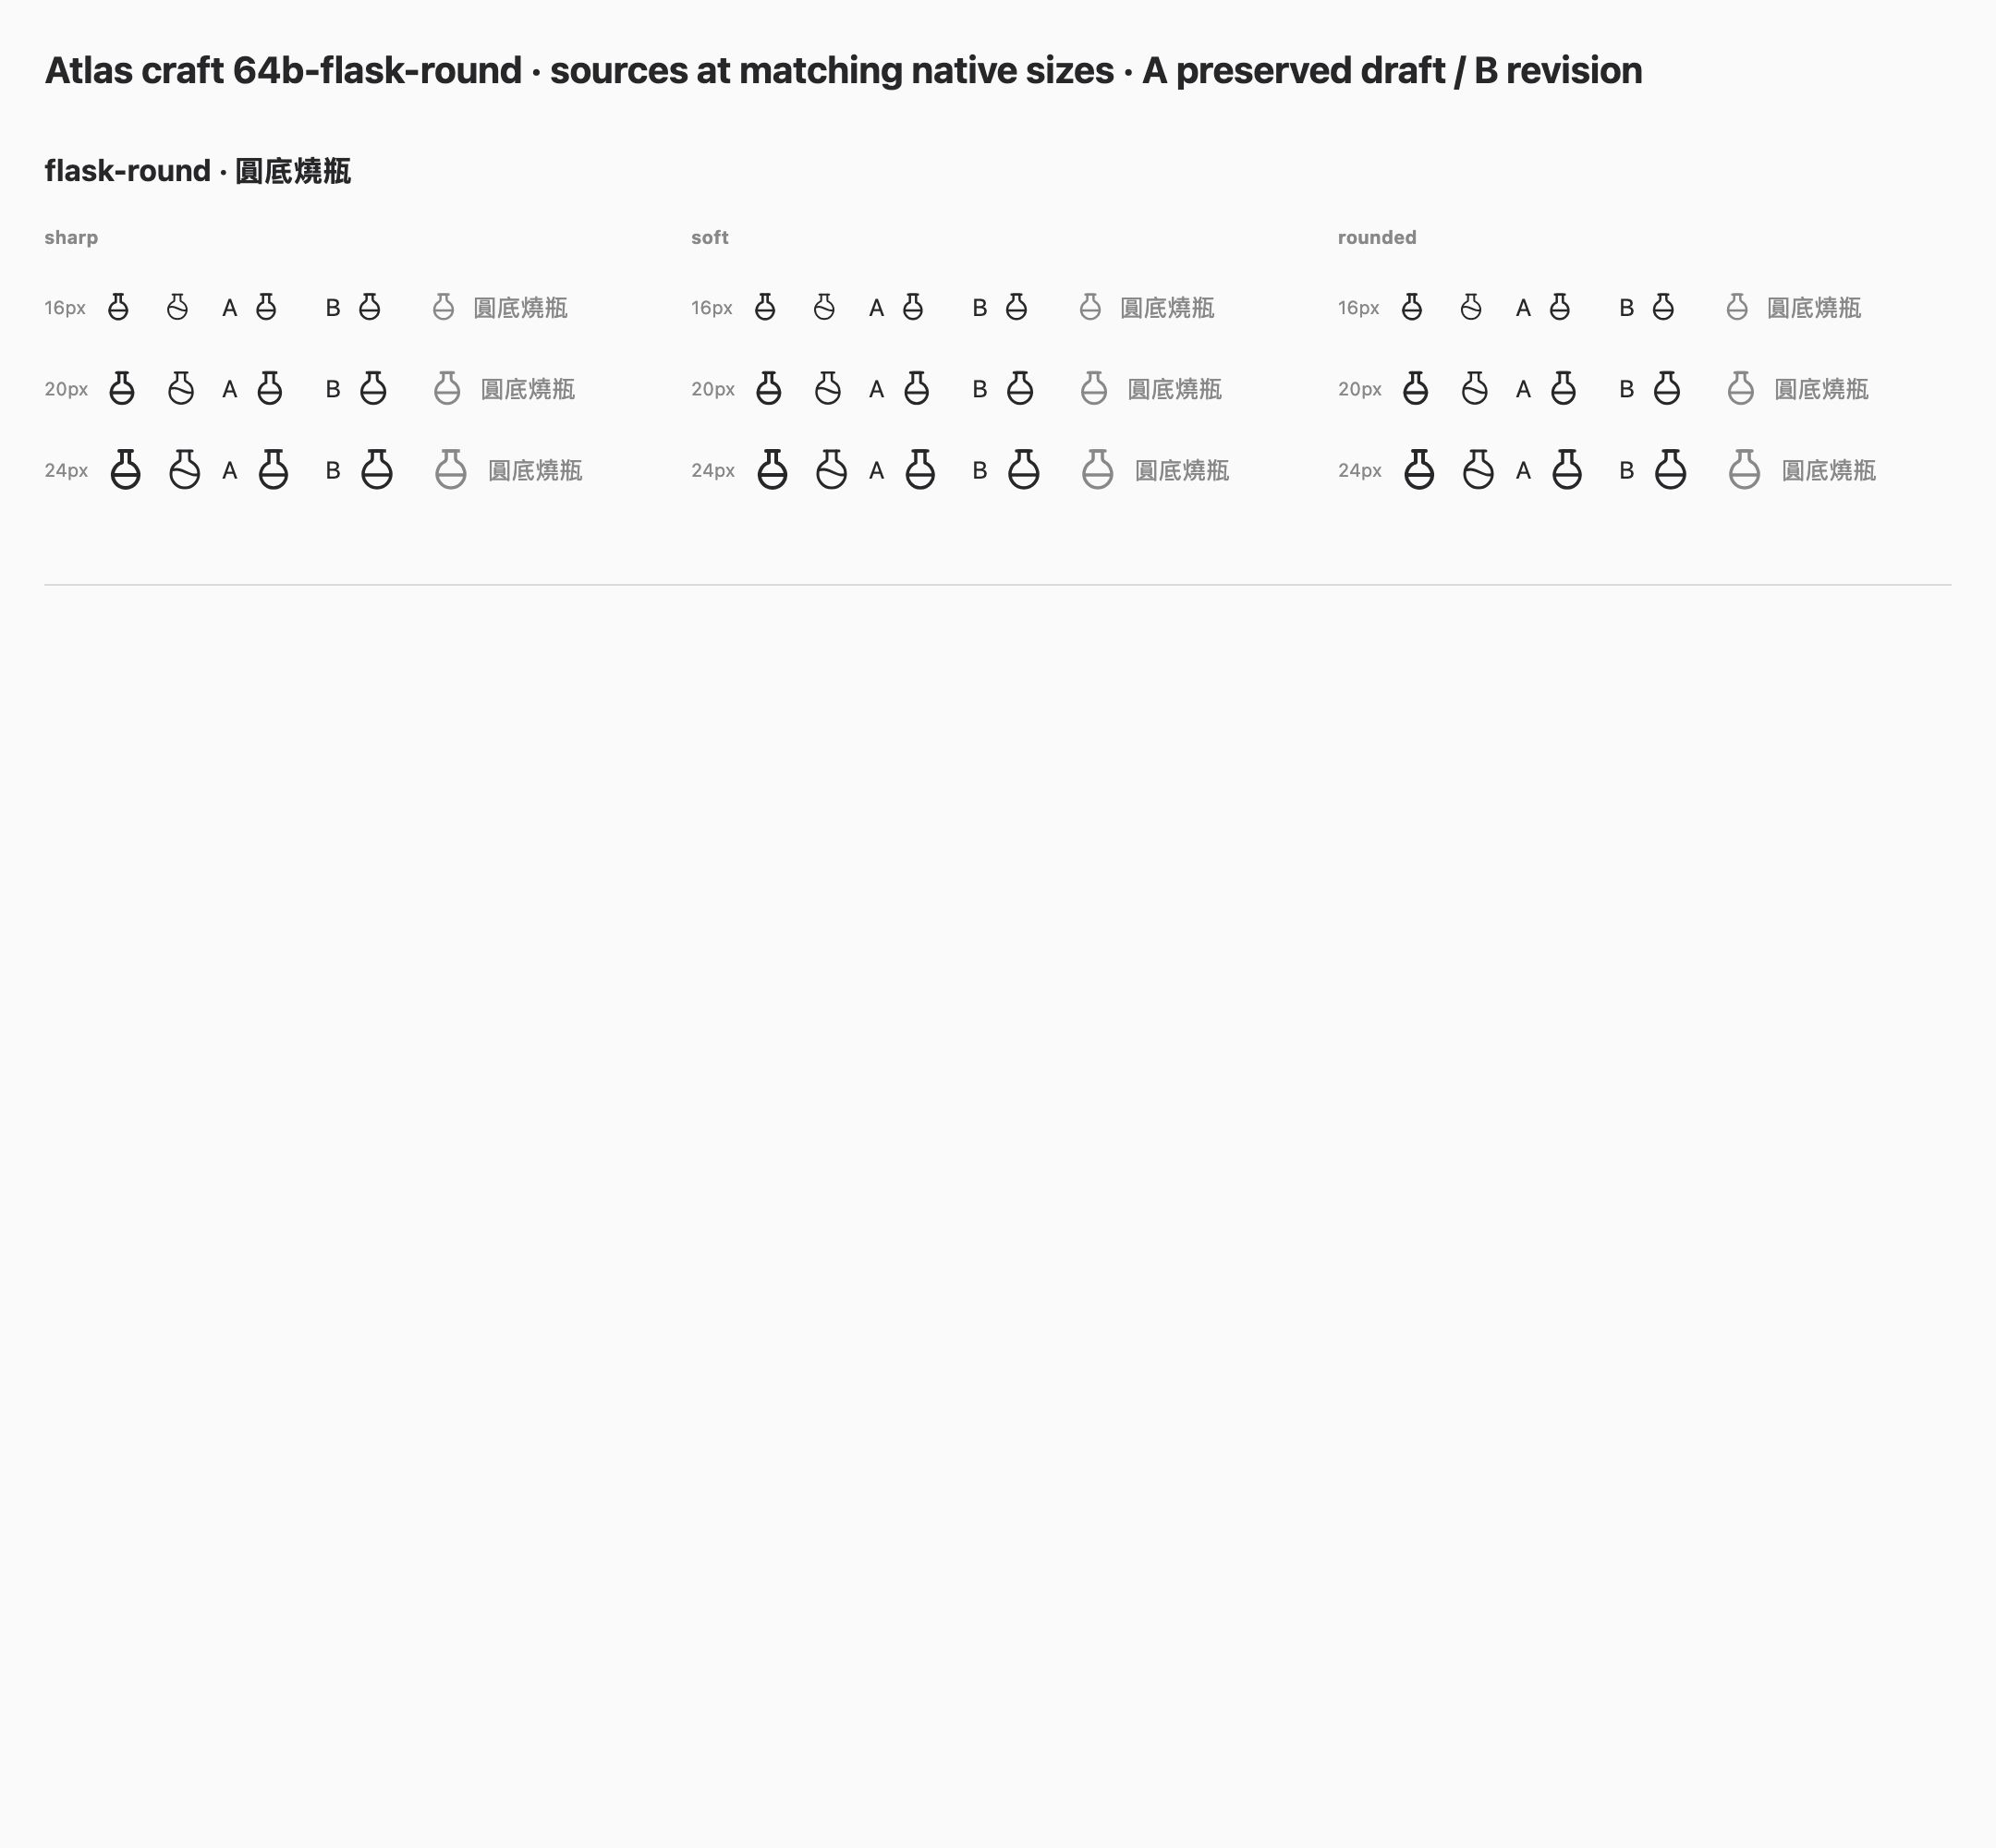 Atlas craft 64b-flask-round · sources at matching native sizes · A preserved draft / B revision
flask-round · 圓底燒瓶
sharp
16px A B 圓底燒瓶
20px A B 圓底燒瓶
24px A B 圓底燒瓶
soft
16px A B 圓底燒瓶
20px A B 圓底燒瓶
24px A B 圓底燒瓶
rounded
16px A B 圓底燒瓶
20px A B 圓底燒瓶
24px A B 圓底燒瓶